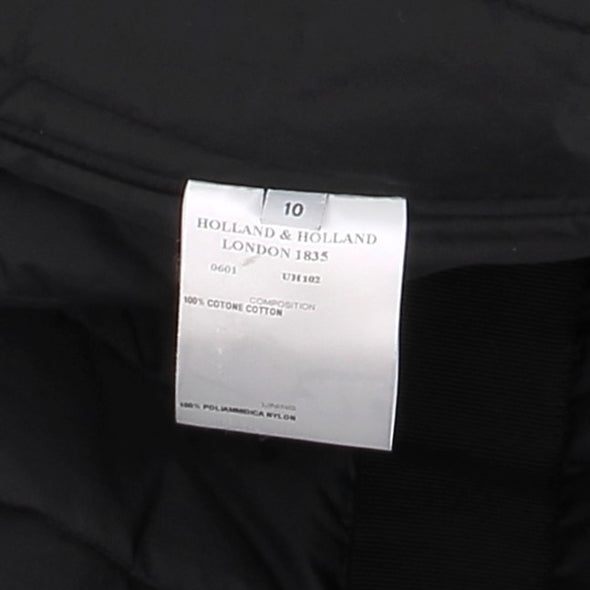 10
HOLLAND & HOLLAND
LONDON 1835
0601 UH102
COMPOSITION
100% COTONE COTTON
LINING
100% POLIAMMIDICA NYLON